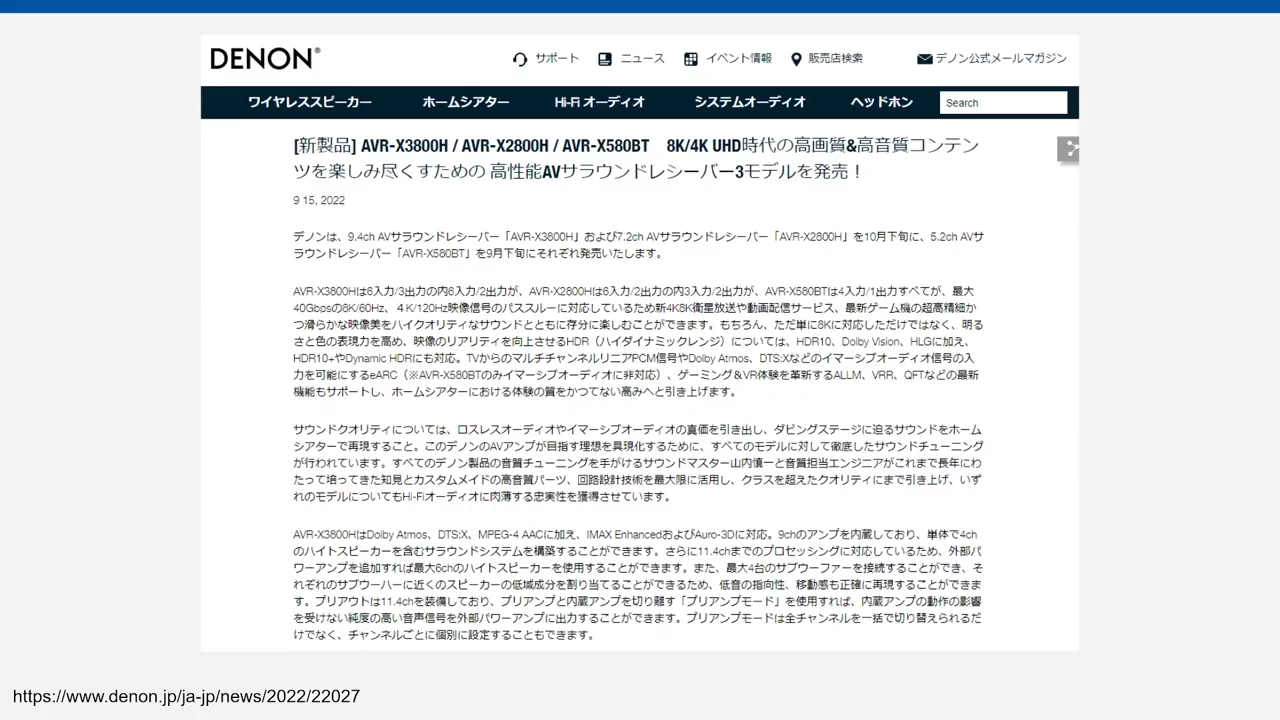 DENON®
サポート
ニュース
イベント情報
販売店検索
デノン公式メールマガジン
ワイヤレススピーカー
ホームシアター
Hi-Fi オーディオ
システムオーディオ
ヘッドホン
Search
[新製品] AVR-X3800H / AVR-X2800H / AVR-X580BT　8K/4K UHD時代の高画質&高音質コンテン
ツを楽しみ尽くすための 高性能AVサラウンドレシーバー3モデルを発売！
9 15, 2022
デノンは、9.4ch AVサラウンドレシーバー「AVR-X3800H」および7.2ch AVサラウンドレシーバー「AVR-X2800H」を10月下旬に、5.2ch AVサ
ラウンドレシーバー「AVR-X580BT」を9月下旬にそれぞれ発売いたします。
AVR-X3800Hは6入力/3出力の内6入力/2出力が、AVR-X2800Hは6入力/2出力の内3入力/2出力が、AVR-X580BTは4入力/1出力すべてが、最大
40Gbpsの8K/60Hz、４K/120Hz映像信号のパススルーに対応しているため新4K8K衛星放送や動画配信サービス、最新ゲーム機の超高精細か
つ滑らかな映像美をハイクオリティなサウンドとともに存分に楽しむことができます。もちろん、ただ単に8Kに対応しただけではなく、明る
さと色の表現力を高め、映像のリアリティを向上させるHDR（ハイダイナミックレンジ）については、HDR10、Dolby Vision、HLGに加え、
HDR10+やDynamic HDRにも対応。TVからのマルチチャンネルリニアPCM信号やDolby Atmos、DTS:Xなどのイマーシブオーディオ信号の入
力を可能にするeARC（※AVR-X580BTのみイマーシブオーディオに非対応）、ゲーミング＆VR体験を革新するALLM、VRR、QFTなどの最新
機能もサポートし、ホームシアターにおける体験の質をかつてない高みへと引き上げます。
サウンドクオリティについては、ロスレスオーディオやイマーシブオーディオの真価を引き出し、ダビングステージに迫るサウンドをホーム
シアターで再現すること。このデノンのAVアンプが目指す理想を具現化するために、すべてのモデルに対して徹底したサウンドチューニング
が行われています。すべてのデノン製品の音質チューニングを手がけるサウンドマスター山内慎一と音質担当エンジニアがこれまで長年にわ
たって培ってきた知見とカスタムメイドの高音質パーツ、回路設計技術を最大限に活用し、クラスを超えたクオリティにまで引き上げ、いず
れのモデルについてもHi-Fiオーディオに肉薄する忠実性を獲得させています。
AVR-X3800HはDolby Atmos、DTS:X、MPEG-4 AACに加え、IMAX EnhancedおよびAuro-3Dに対応。9chのアンプを内蔵しており、単体で4ch
のハイトスピーカーを含むサラウンドシステムを構築することができます。さらに11.4chまでのプロセッシングに対応しているため、外部パ
ワーアンプを追加すれば最大6chのハイトスピーカーを使用することができます。また、最大4台のサブウーファーを接続することができ、そ
れぞれのサブウーハーに近くのスピーカーの低域成分を割り当てることができるため、低音の指向性、移動感も正確に再現することができま
す。プリアウトは11.4chを装備しており、プリアンプと内蔵アンプを切り離す「プリアンプモード」を使用すれば、内蔵アンプの動作の影響
を受けない純度の高い音声信号を外部パワーアンプに出力することができます。プリアンプモードは全チャンネルを一括で切り替えられるだ
けでなく、チャンネルごとに個別に設定することもできます。
https://www.denon.jp/ja-jp/news/2022/22027